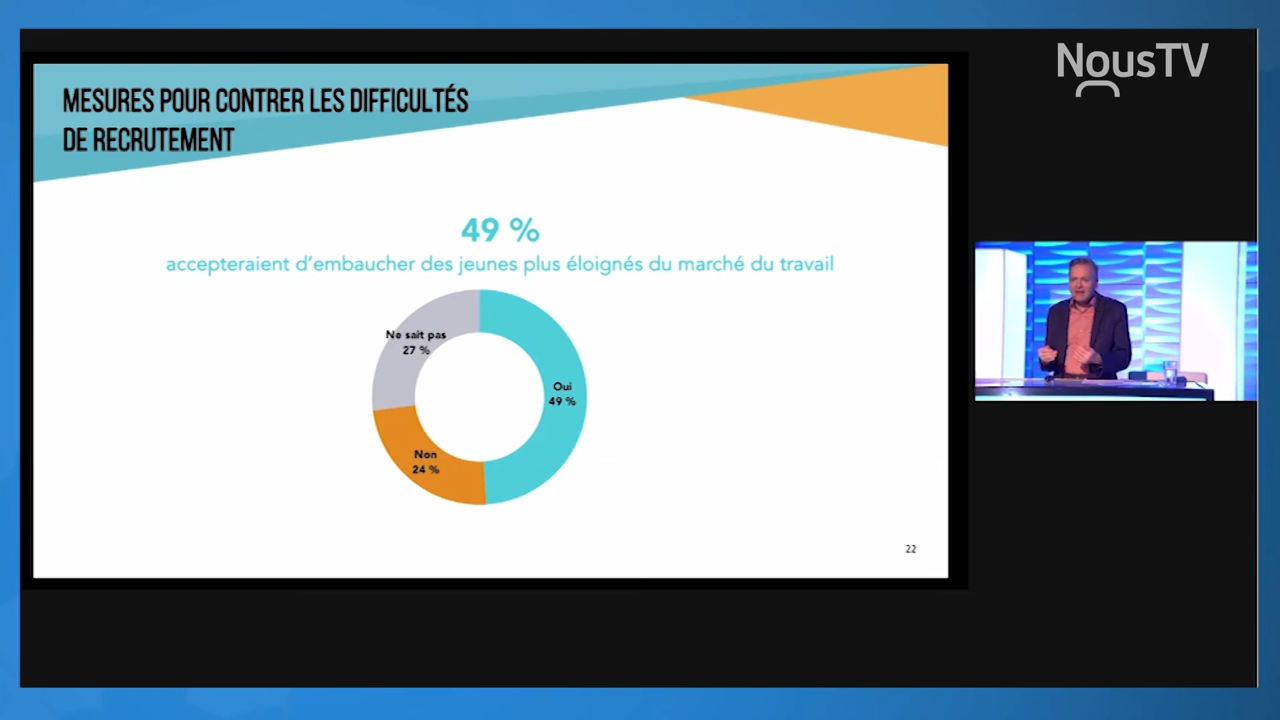 NousTV
MESURES POUR CONTRER LES DIFFICULTÉS
DE RECRUTEMENT
49 %
accepteraient d’embaucher des jeunes plus éloignés du marché du travail
Ne sait pas
27 %
Oui
49 %
Non
24 %
22